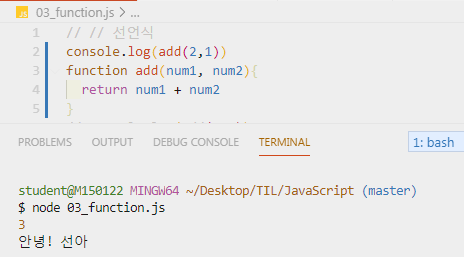 JS 03_function.js > ...
1 // // 선언식
2 console.log(add(2,1))
3 function add(num1, num2){
4 return num1 + num2
5 }
PROBLEMS OUTPUT DEBUG CONSOLE TERMINAL 1: bash
student@M150122 MINGW64 ~/Desktop/TIL/JavaScript (master)
$ node 03_function.js
3
안녕! 선아